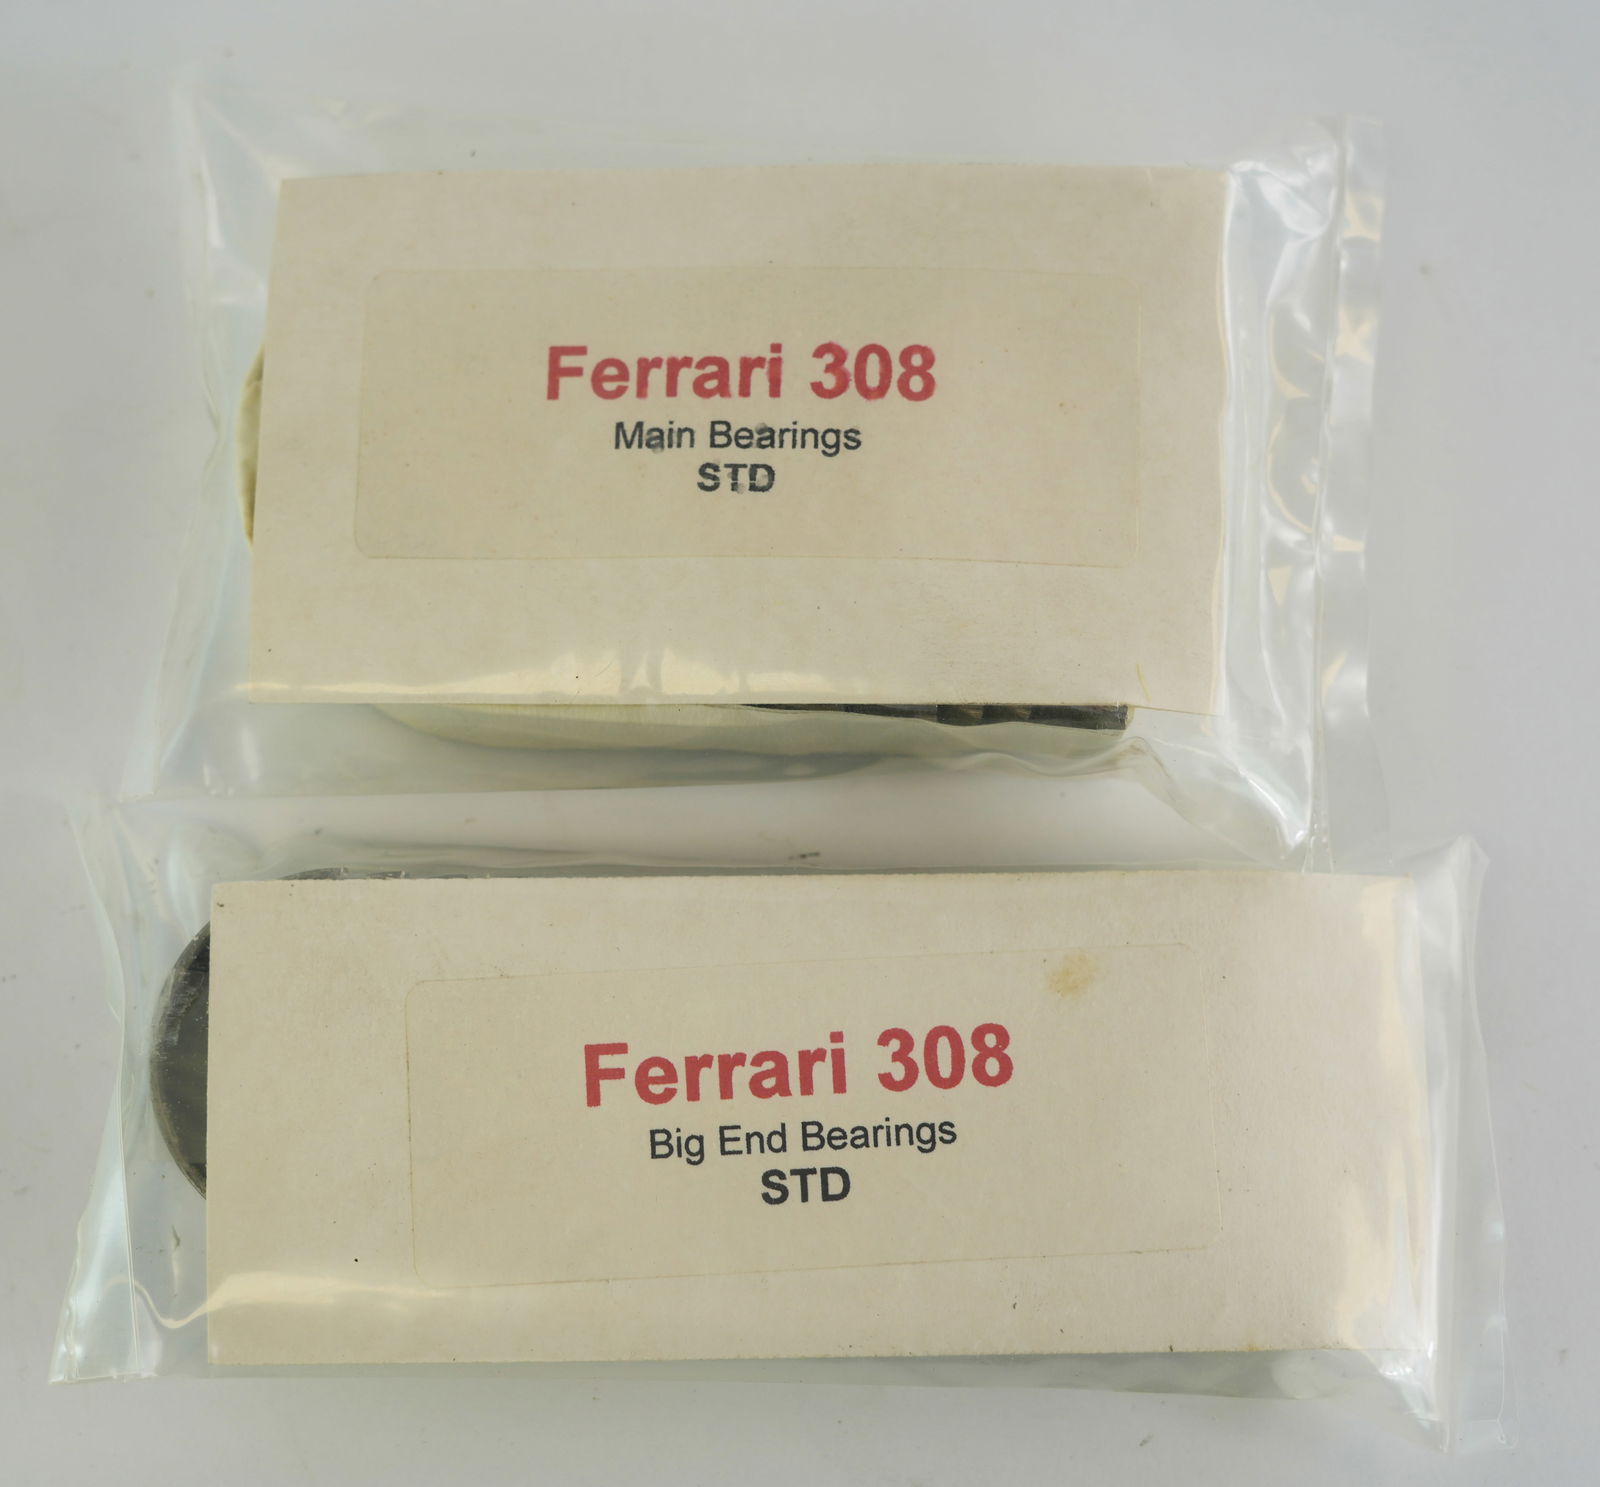 Ferrari 308
Main Bearings
STD
Ferrari 308
Big End Bearings
STD